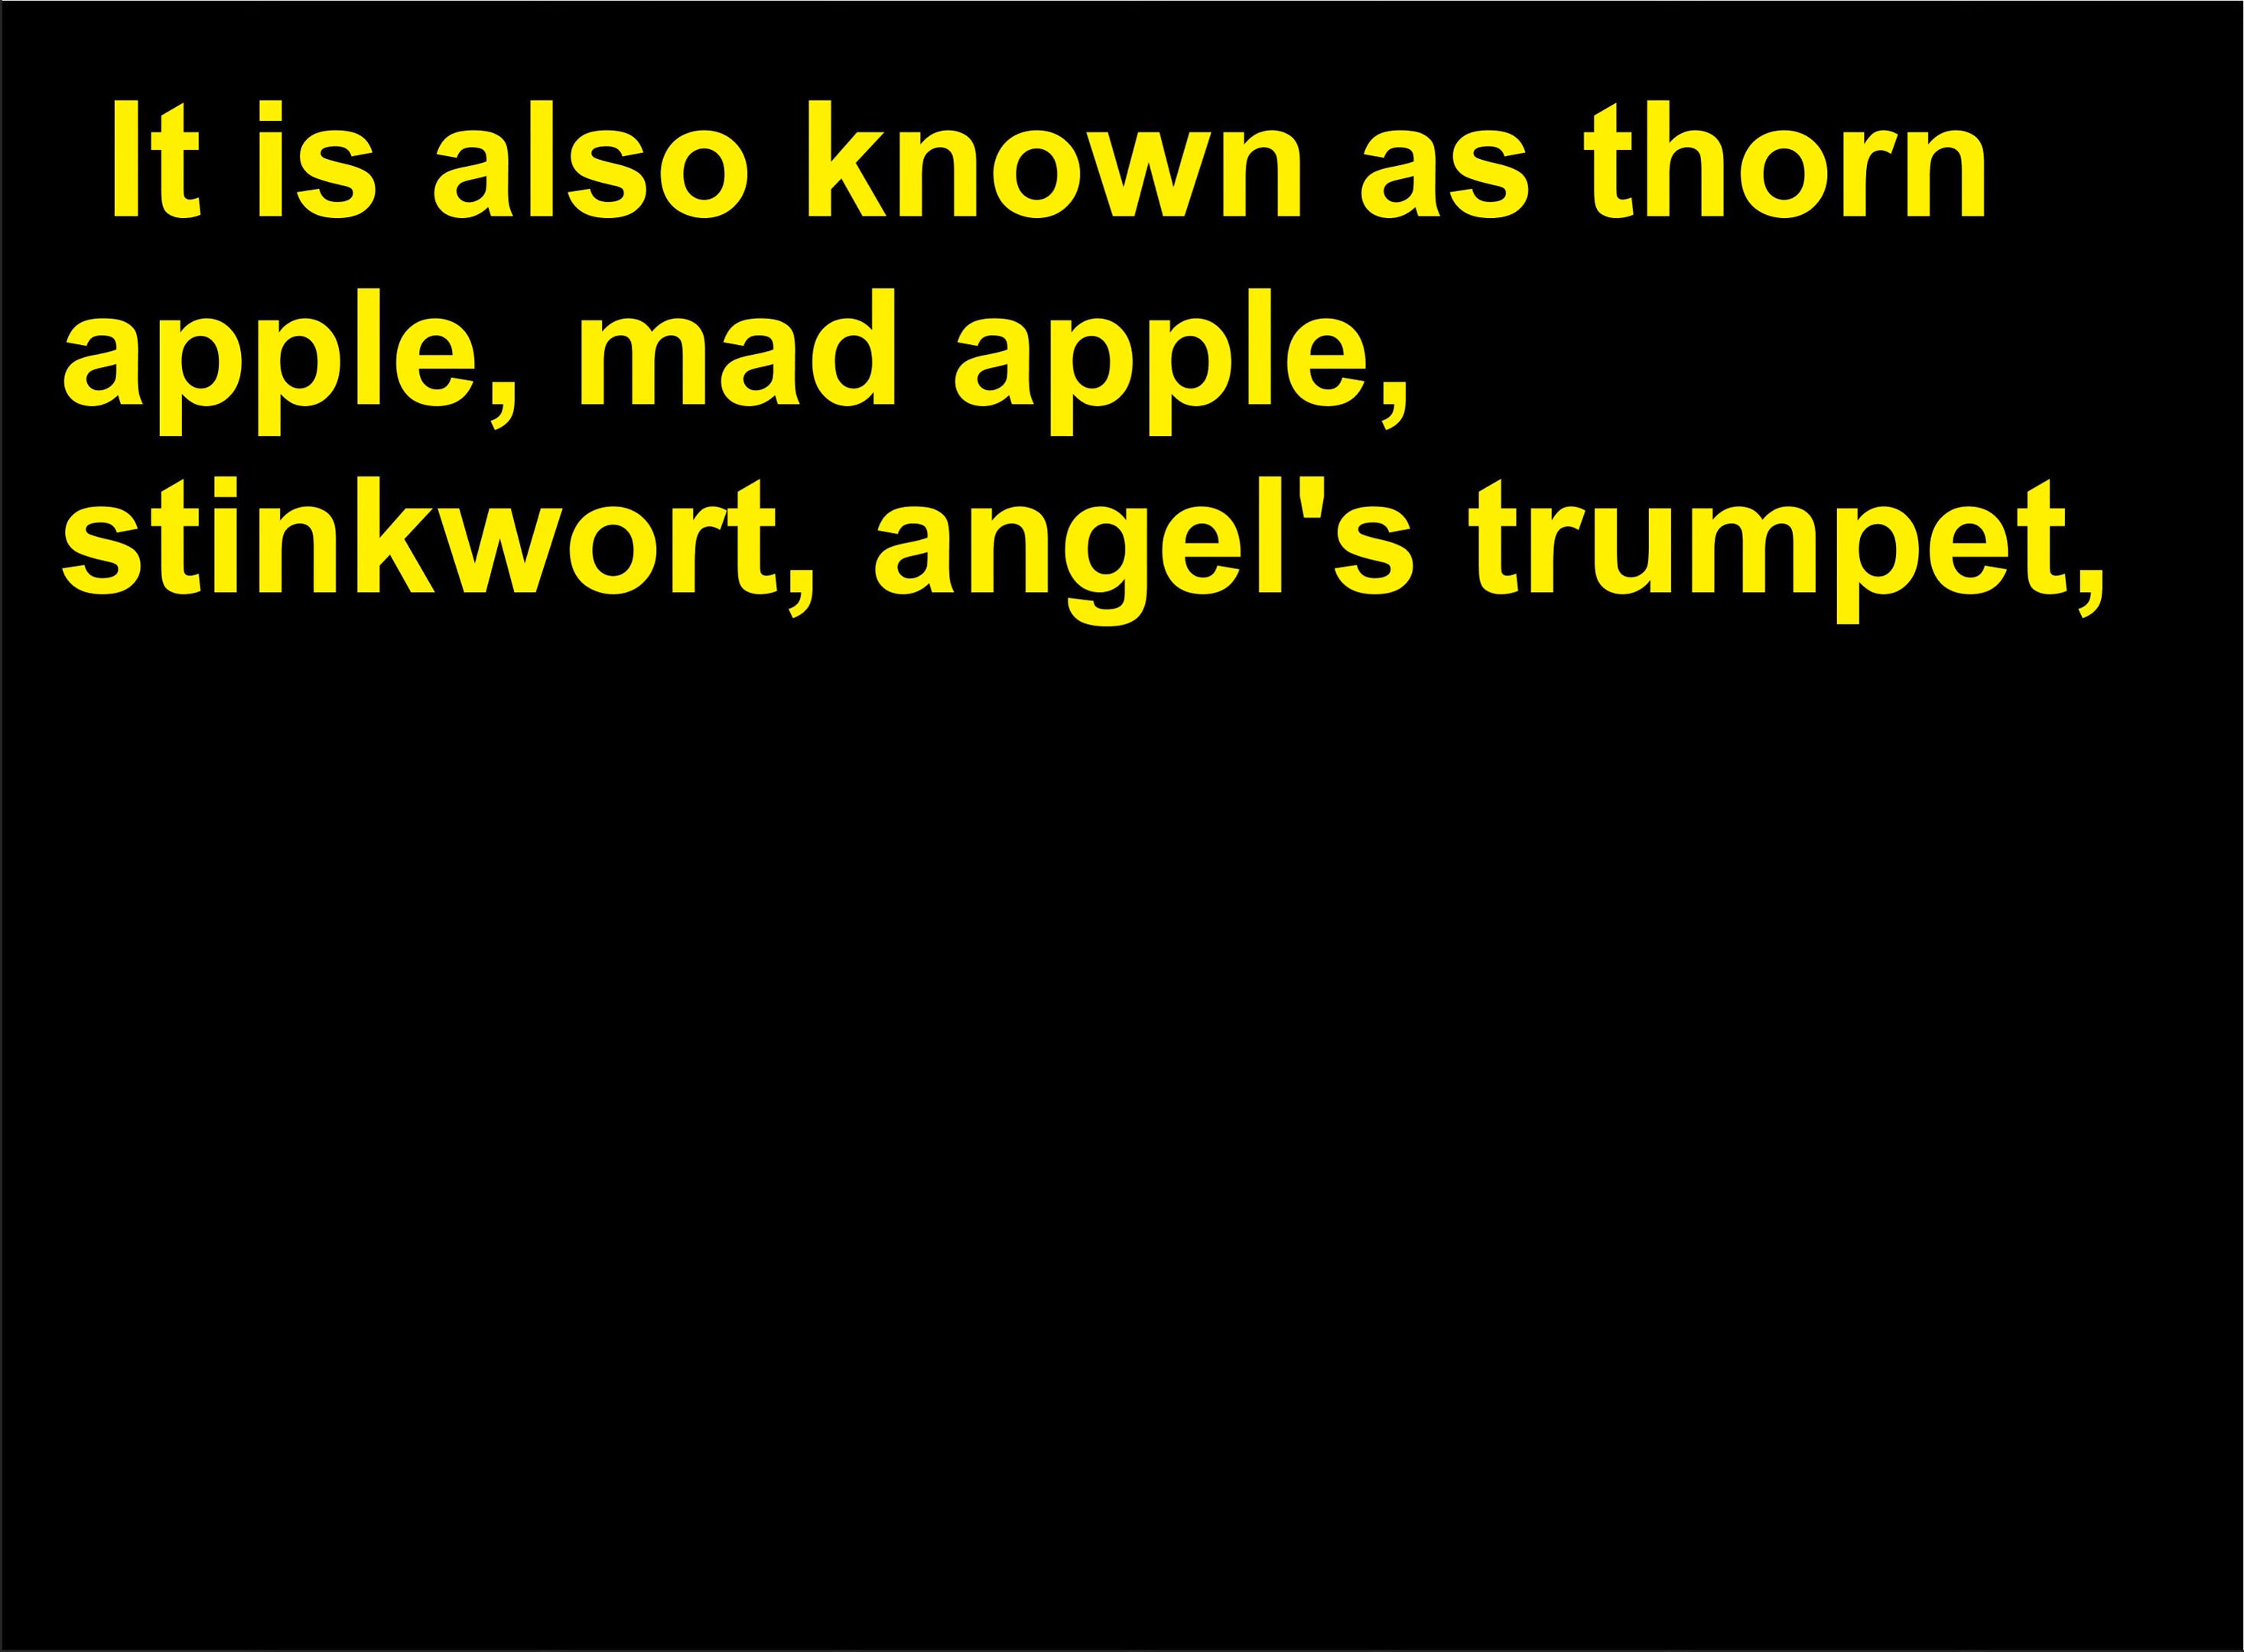 It is also known as thorn
apple, mad apple,
stinkwort, angel's trumpet,